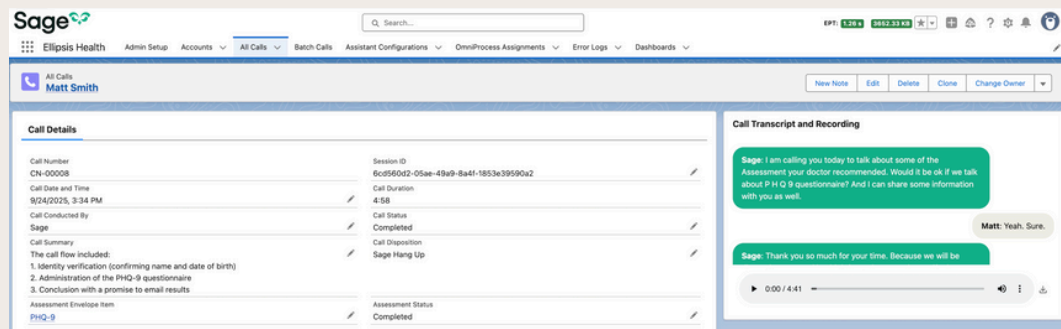 Sage
Search...
EPT: 1.26 s 3652.33 KB
Ellipsis Health Admin Setup Accounts All Calls Batch Calls Assistant Configurations OmniProcess Assignments Error Logs Dashboards
All Calls
Matt Smith
New Note Edit Delete Clone Change Owner
Call Details
Call Number
CN-00008
Session ID
6cd560d2-05ae-49a9-8a4f-1853e39590a2
Call Date and Time
9/24/2025, 3:34 PM
Call Duration
4:58
Call Conducted By
Sage
Call Status
Completed
Call Summary
The call flow included:
1. Identity verification (confirming name and date of birth)
2. Administration of the PHQ-9 questionnaire
3. Conclusion with a promise to email results
Call Disposition
Sage Hang Up
Assessment Envelope Item
PHQ-9
Assessment Status
Completed
Call Transcript and Recording
Sage: I am calling you today to talk about some of the
Assessment your doctor recommended. Would it be ok if we talk
about P H Q 9 questionnaire? And I can share some information
with you as well.
Matt: Yeah. Sure.
Sage: Thank you so much for your time. Because we will be
0:00 / 4:41